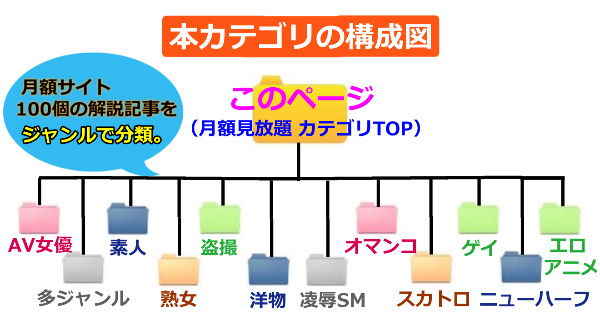 本カテゴリの構成図
月額サイト
100個の解説記事を
ジャンルで分類。
このページ
（月額見放題 カテゴリTOP）
AV女優
素人
盗撮
オマンコ
ゲイ
エロ
アニメ
多ジャンル
熟女
洋物
凌辱SM
スカトロ
ニューハーフ